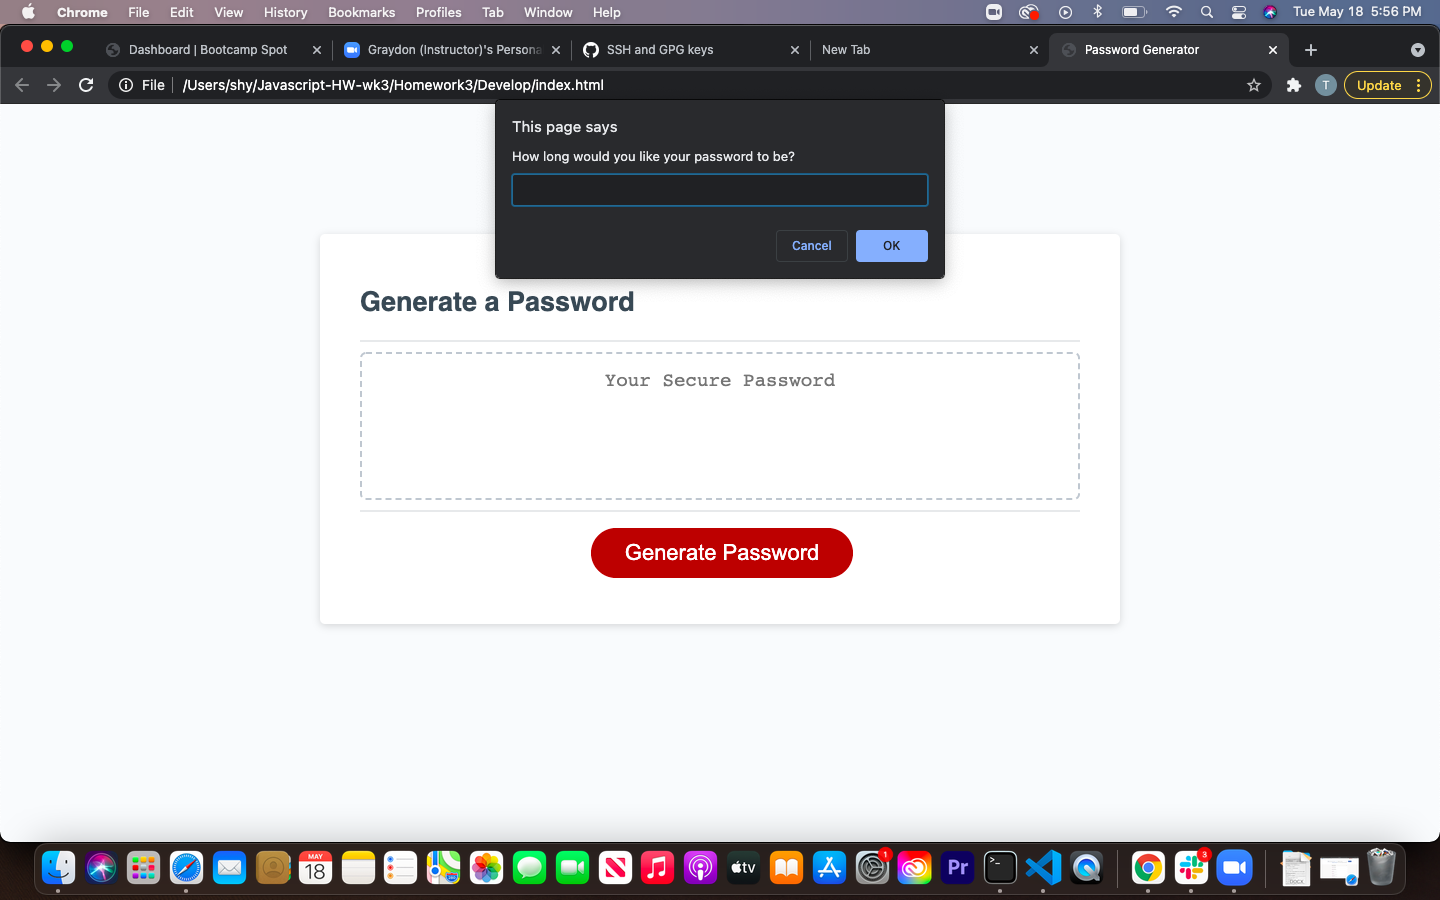 Chrome File Edit View History Bookmarks Profiles Tab Window Help Tue May 18 5:56 PM
Dashboard | Bootcamp Spot Graydon (Instructor)'s Persona SSH and GPG keys New Tab Password Generator
File /Users/shy/Javascript-HW-wk3/Homework3/Develop/index.html T Update
This page says
How long would you like your password to be?
Cancel OK
Generate a Password
Your Secure Password
Generate Password
MAY
18
tv
1
Pr
>_
3